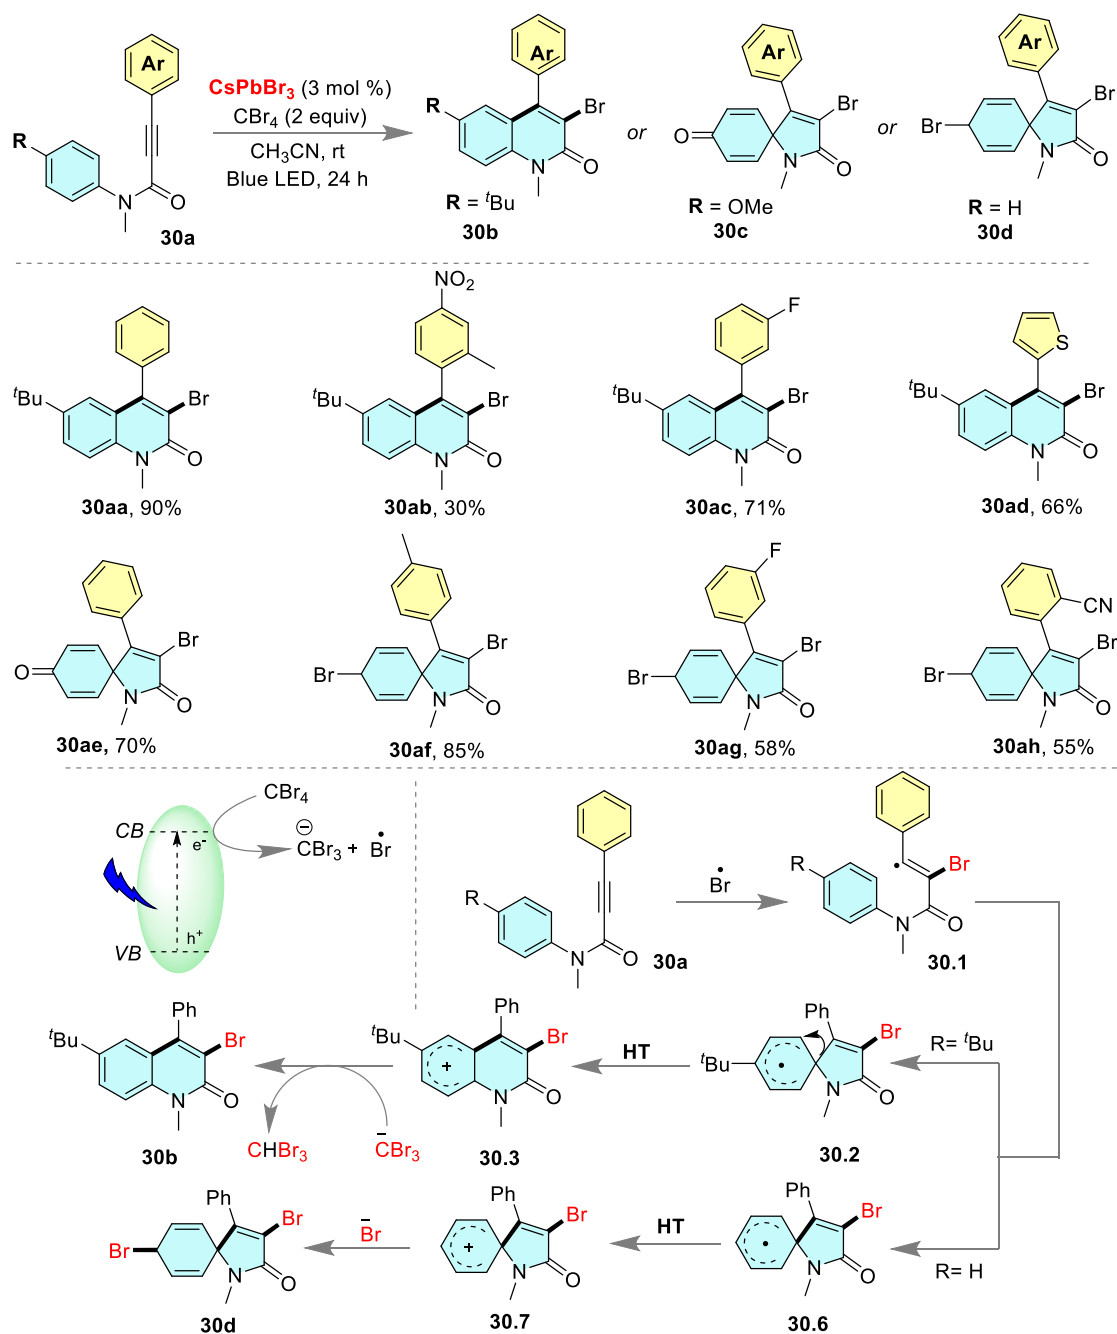 Ar
R
N
O
30a
CsPbBr3 (3 mol %)
CBr4 (2 equiv)
CH3CN, rt
Blue LED, 24 h
Ar
R
Br
N
O
R = tBu
30b
or
Ar
Br
O
N
O
R = OMe
30c
or
Ar
Br
Br
N
O
R = H
30d
tBu
Br
N
O
30aa, 90%
NO2
tBu
Br
N
O
30ab, 30%
F
tBu
Br
N
O
30ac, 71%
S
tBu
Br
N
O
30ad, 66%
Br
O
N
O
30ae, 70%
Br
Br
N
O
30af, 85%
F
Br
Br
N
O
30ag, 58%
CN
Br
Br
N
O
30ah, 55%
CBr4
CB
e-
⊖
CBr3 + Br•
h+
VB
R
N
O
30a
•
Br
R
•
Br
N
O
30.1
Ph
tBu
Br
N
O
30b
CHBr3
–
CBr3
Ph
tBu
Br
+
N
O
30.3
HT
Ph
Br
tBu
•
N
O
30.2
R= tBu
Ph
Br
Br
N
O
30d
–
Br
Ph
Br
+
N
O
30.7
HT
Ph
Br
•
N
O
30.6
R= H